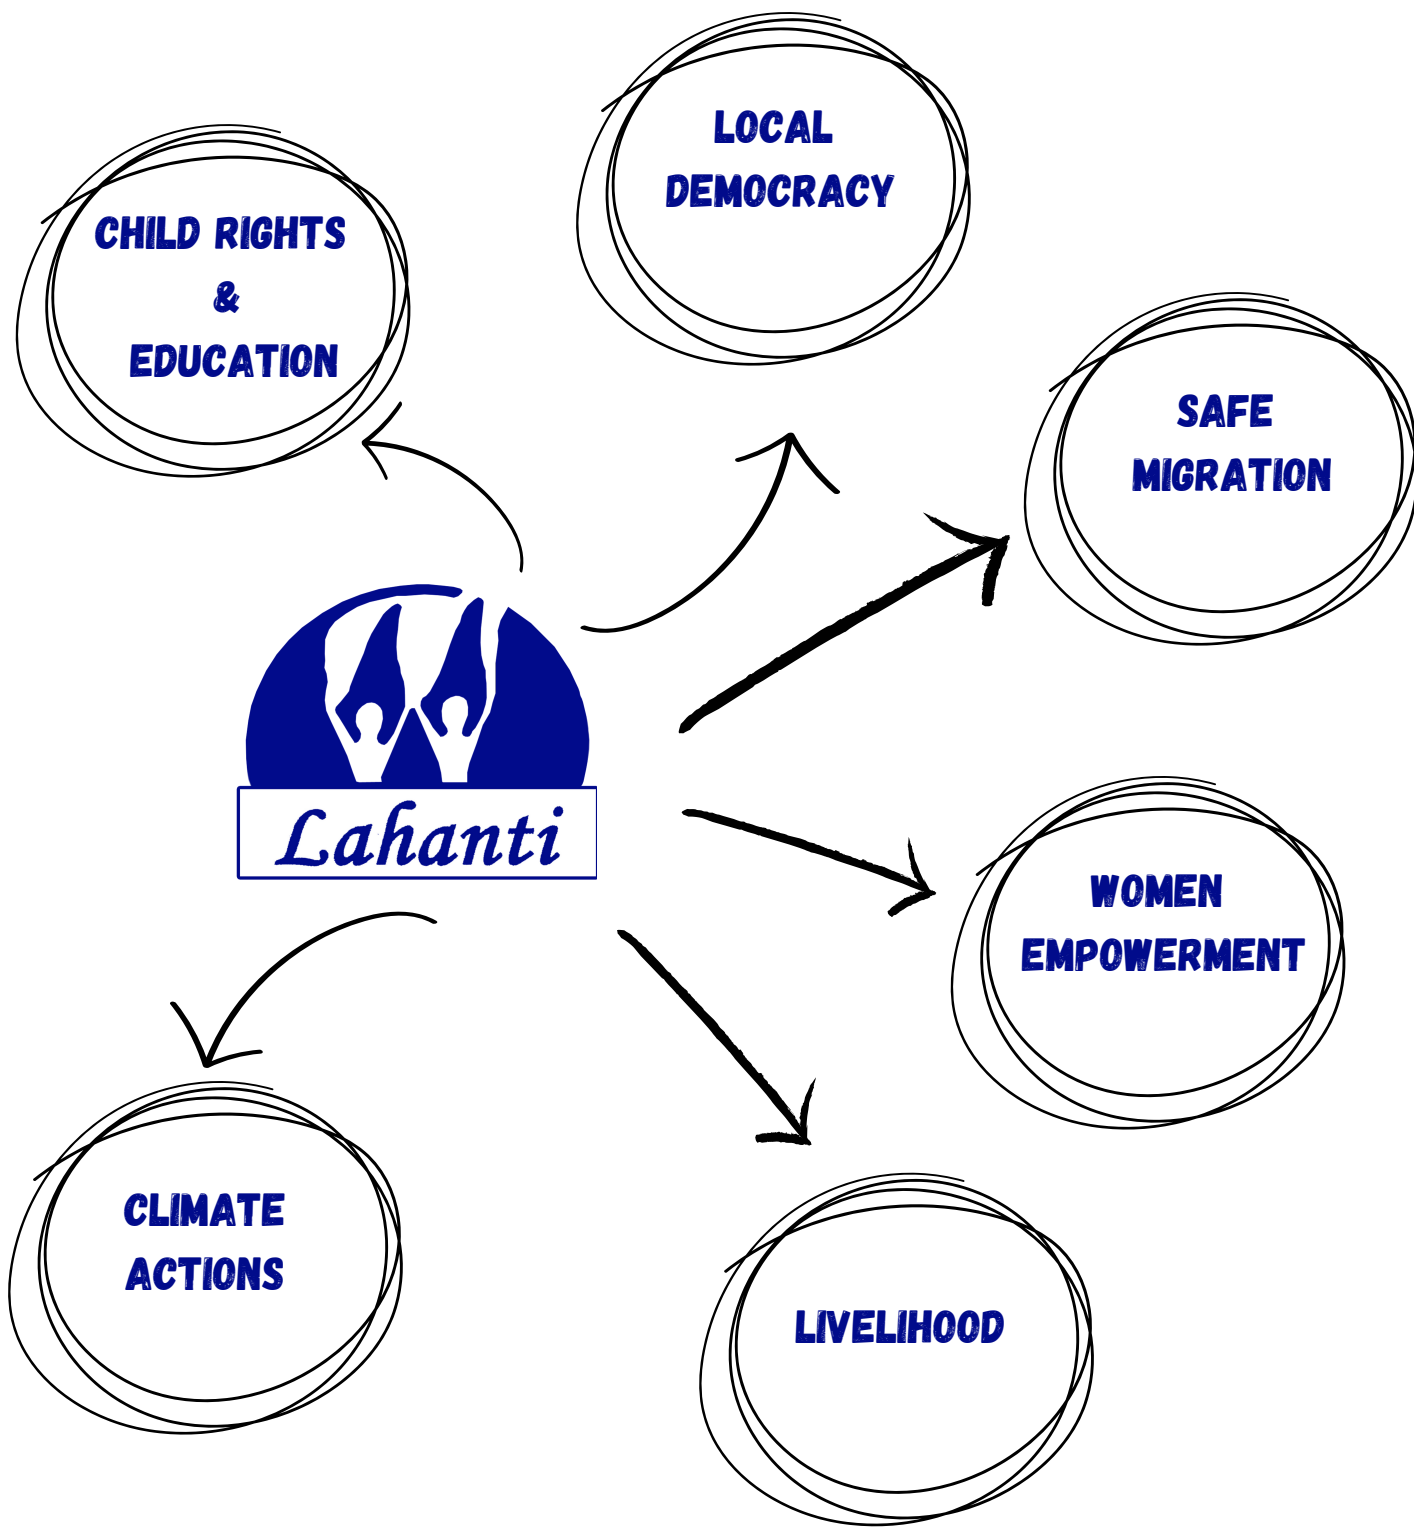 LOCAL
DEMOCRACY
CHILD RIGHTS
&
EDUCATION
SAFE
MIGRATION
Lahanti
WOMEN
EMPOWERMENT
CLIMATE
ACTIONS
LIVELIHOOD